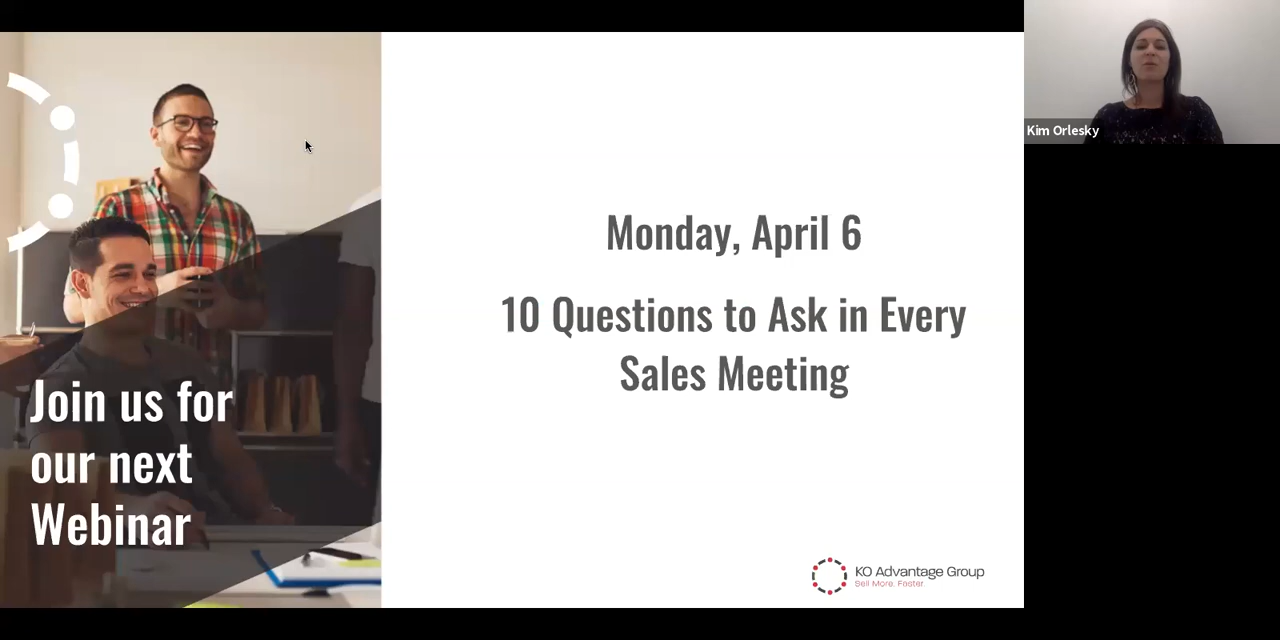 Kim Orlesky
Monday, April 6
10 Questions to Ask in Every
Sales Meeting
Join us for
our next
Webinar
KO Advantage Group
Sell More. Faster.